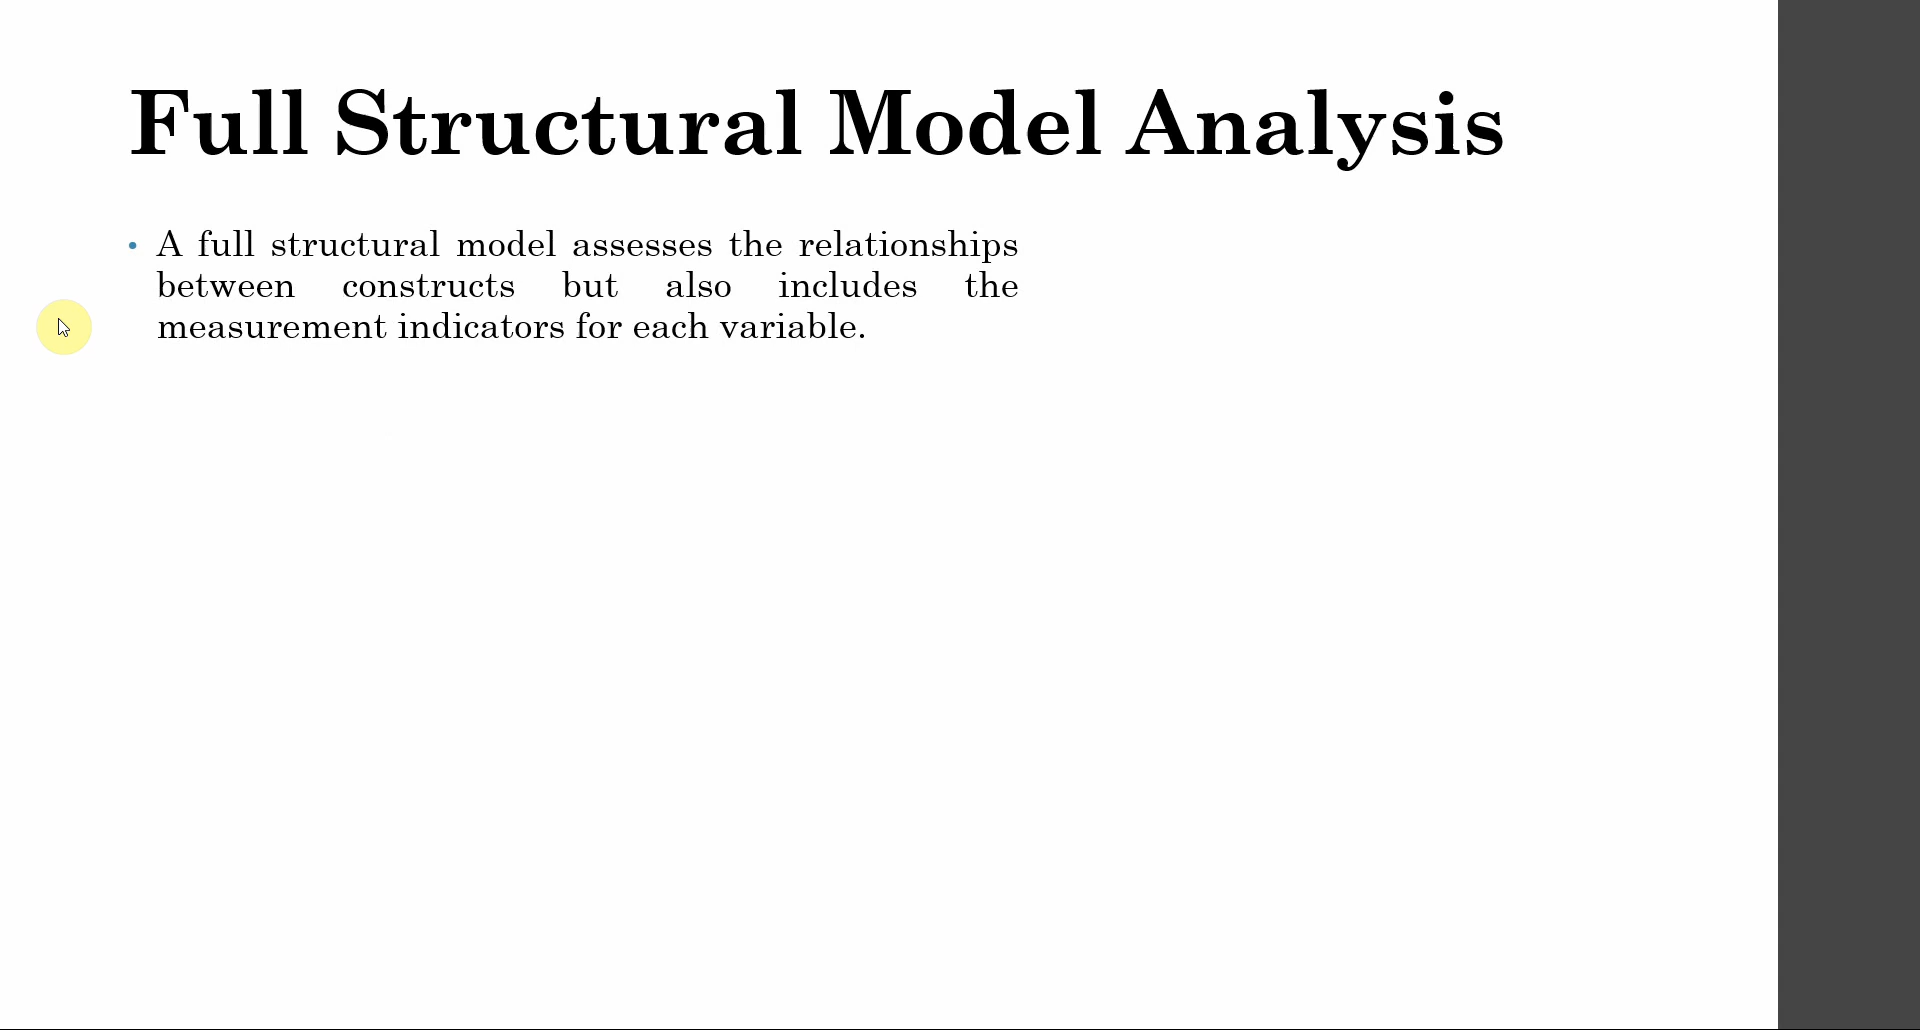 Full Structural Model Analysis
• A full structural model assesses the relationships
between constructs but also includes the
measurement indicators for each variable.